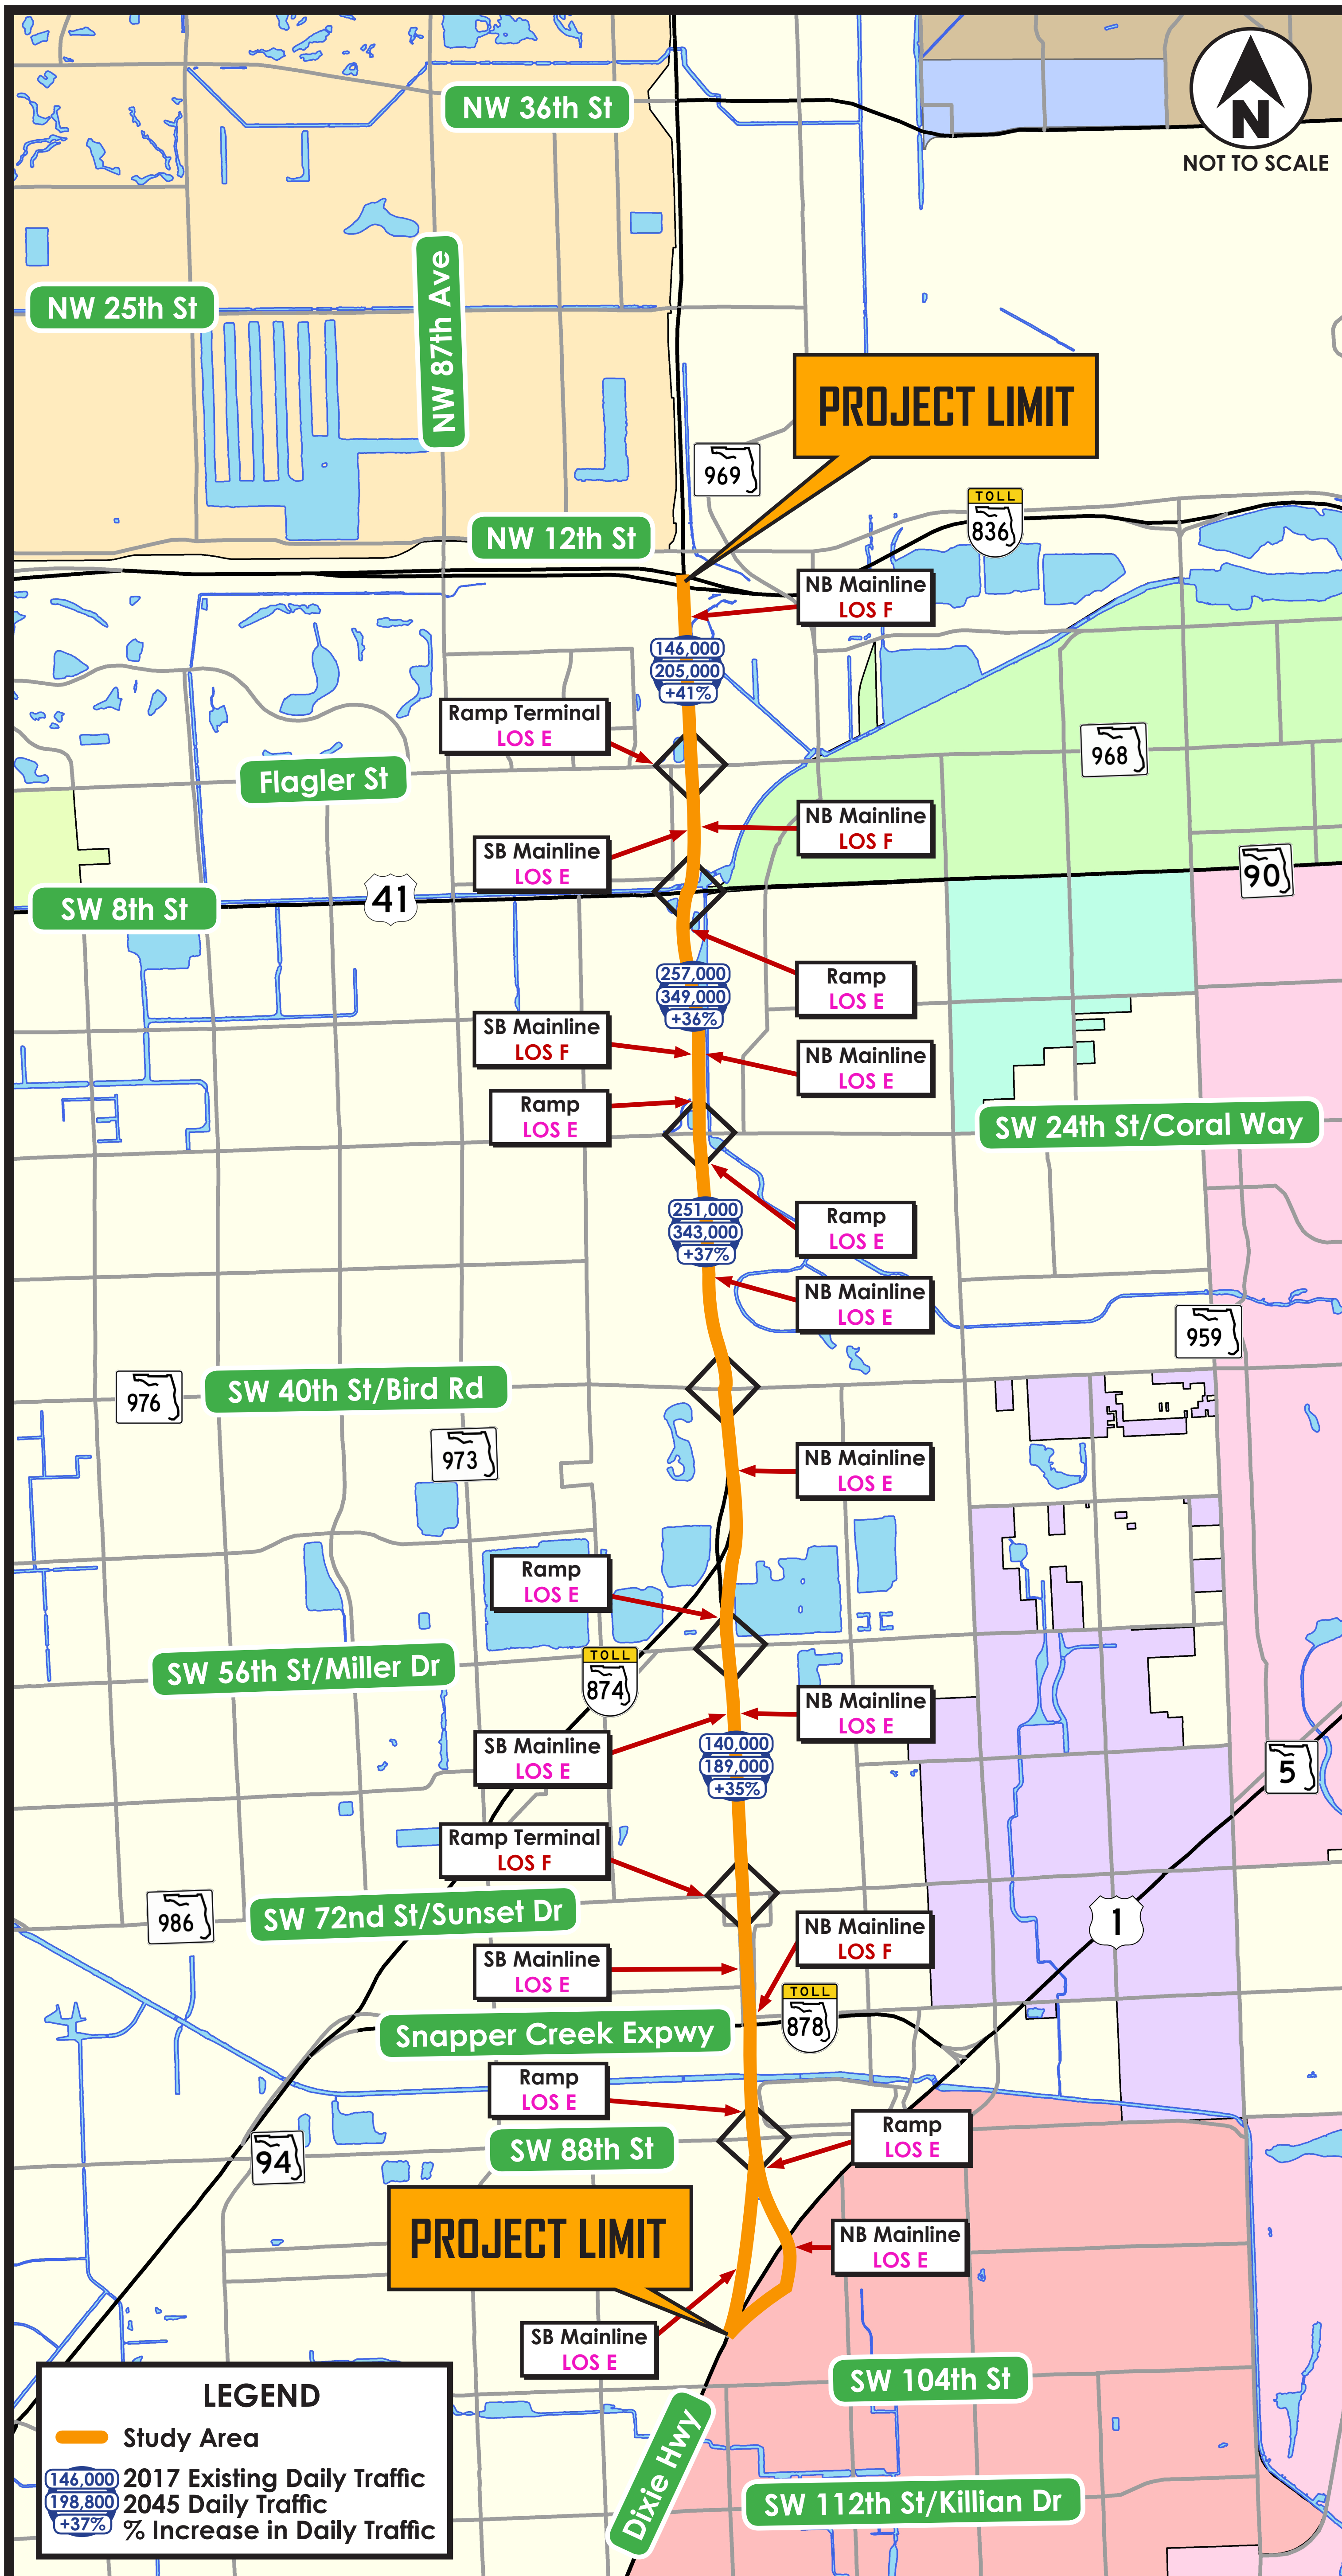 NW 36th St
N
NOT TO SCALE
NW 25th St
NW 87th Ave
PROJECT LIMIT
969
TOLL
836
NW 12th St
NB Mainline
LOS F
146,000
205,000
+41%
Ramp Terminal
LOS E
968
Flagler St
NB Mainline
LOS F
SB Mainline
LOS E
90
41
SW 8th St
257,000
349,000
+36%
Ramp
LOS E
SB Mainline
LOS F
NB Mainline
LOS E
Ramp
LOS E
SW 24th St/Coral Way
251,000
343,000
+37%
Ramp
LOS E
NB Mainline
LOS E
959
976
SW 40th St/Bird Rd
973
NB Mainline
LOS E
Ramp
LOS E
SW 56th St/Miller Dr
TOLL
874
NB Mainline
LOS E
SB Mainline
LOS E
140,000
189,000
+35%
5
Ramp Terminal
LOS F
986
SW 72nd St/Sunset Dr
1
NB Mainline
LOS F
SB Mainline
LOS E
TOLL
878
Snapper Creek Expwy
Ramp
LOS E
Ramp
LOS E
94
SW 88th St
PROJECT LIMIT
NB Mainline
LOS E
SB Mainline
LOS E
SW 104th St
Dixie Hwy
SW 112th St/Killian Dr
LEGEND
Study Area
146,000
2017 Existing Daily Traffic
198,800
2045 Daily Traffic
+37%
% Increase in Daily Traffic